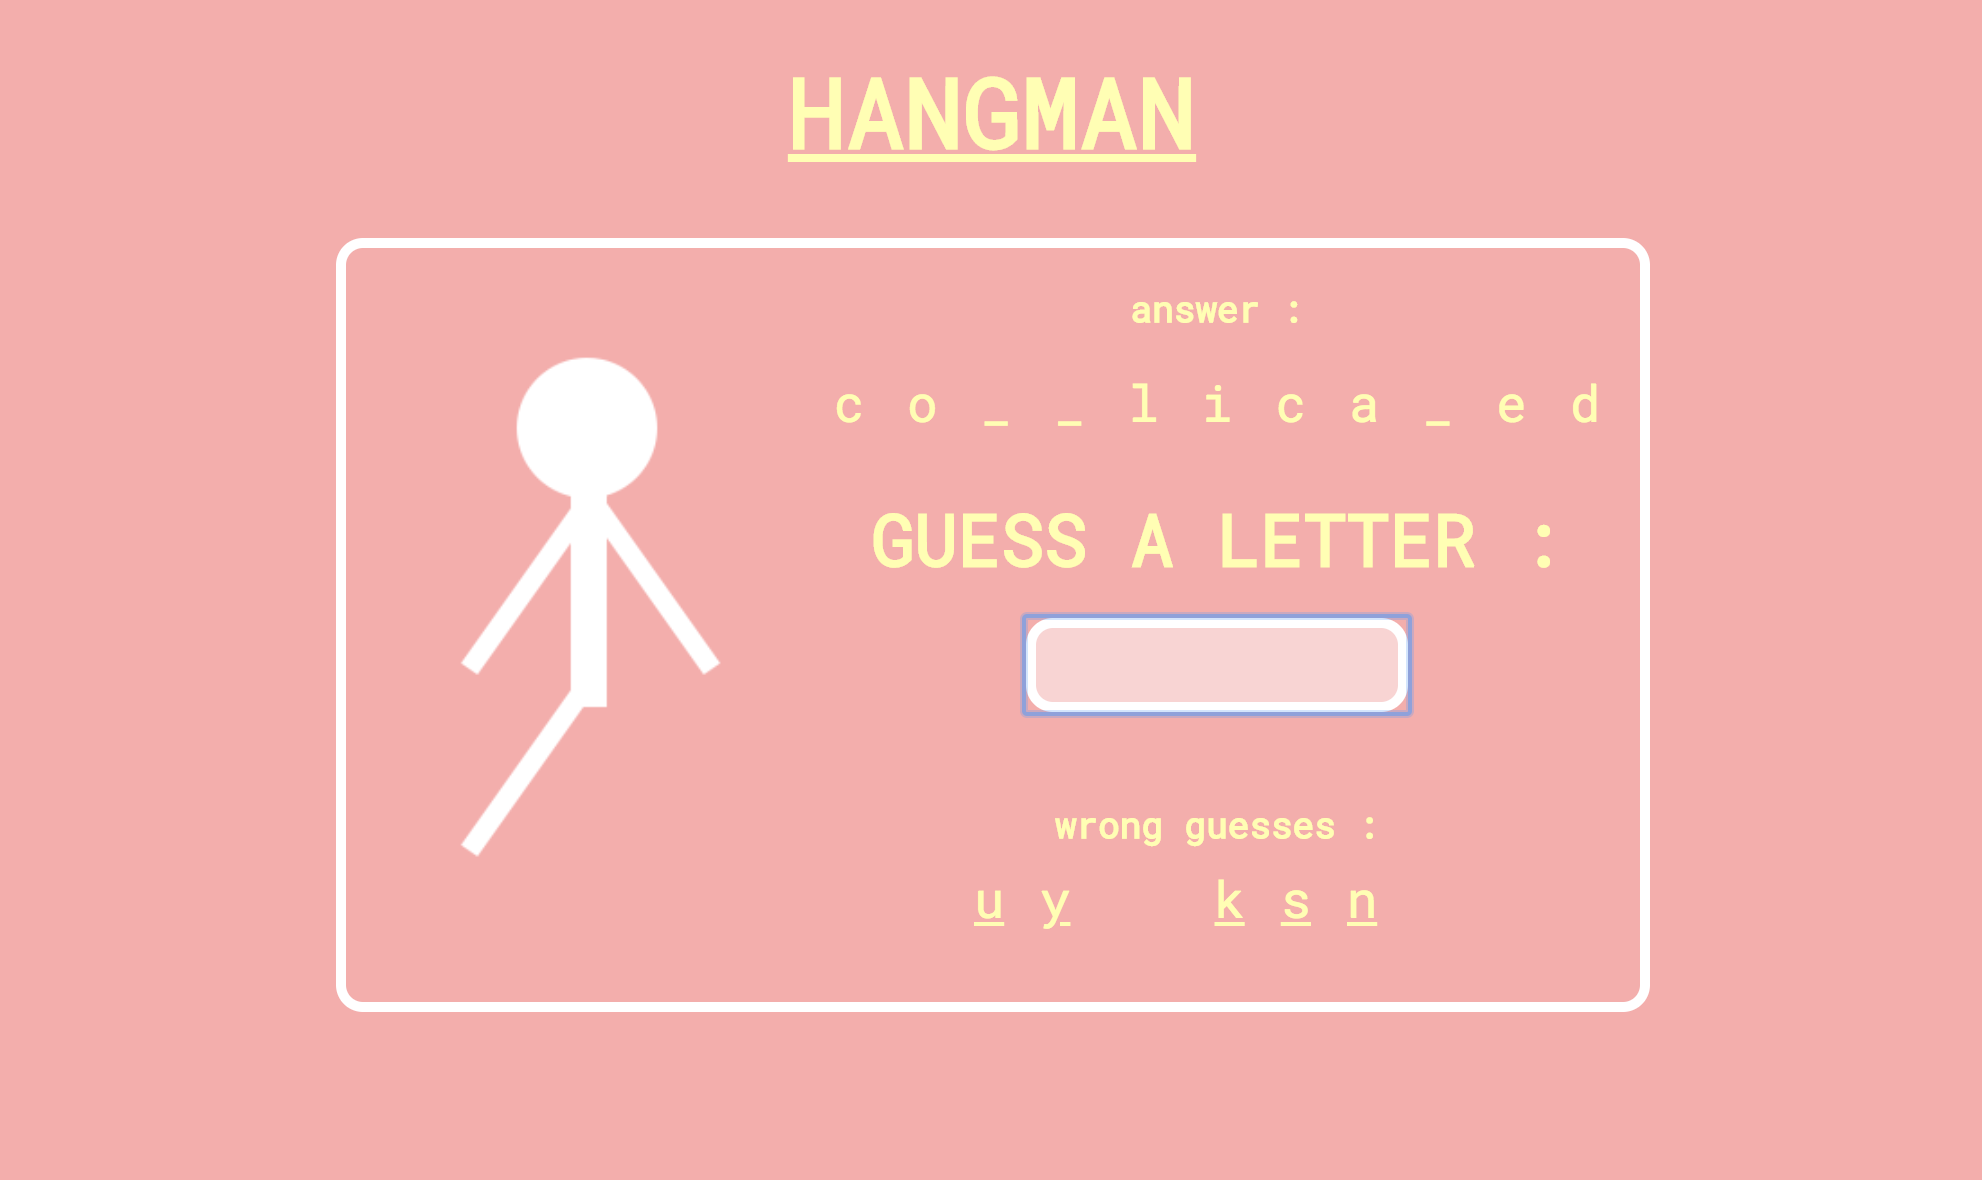 HANGMAN
answer :
c o _ _ l i c a _ e d
GUESS A LETTER :
wrong guesses :
u y k s n